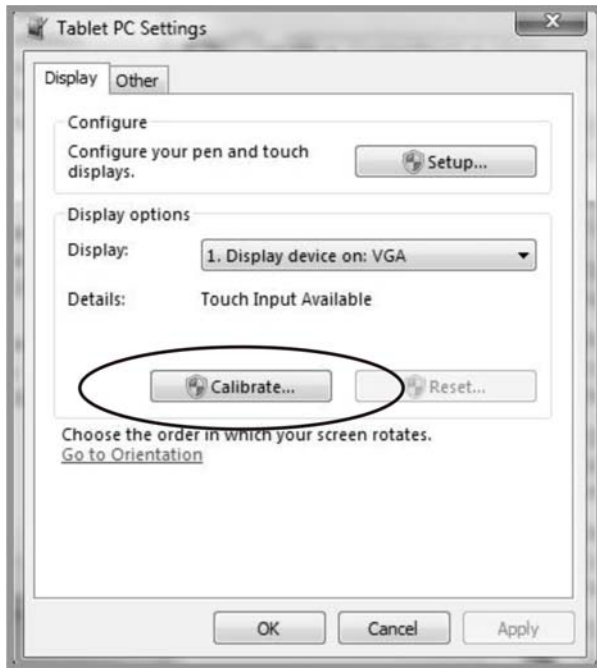 Tablet PC Settings
Display Other
Configure
Configure your pen and touch
displays.
Setup...
Display options
Display: 1. Display device on: VGA
Details: Touch Input Available
Calibrate... Reset...
Choose the order in which your screen rotates.
Go to Orientation
OK Cancel Apply